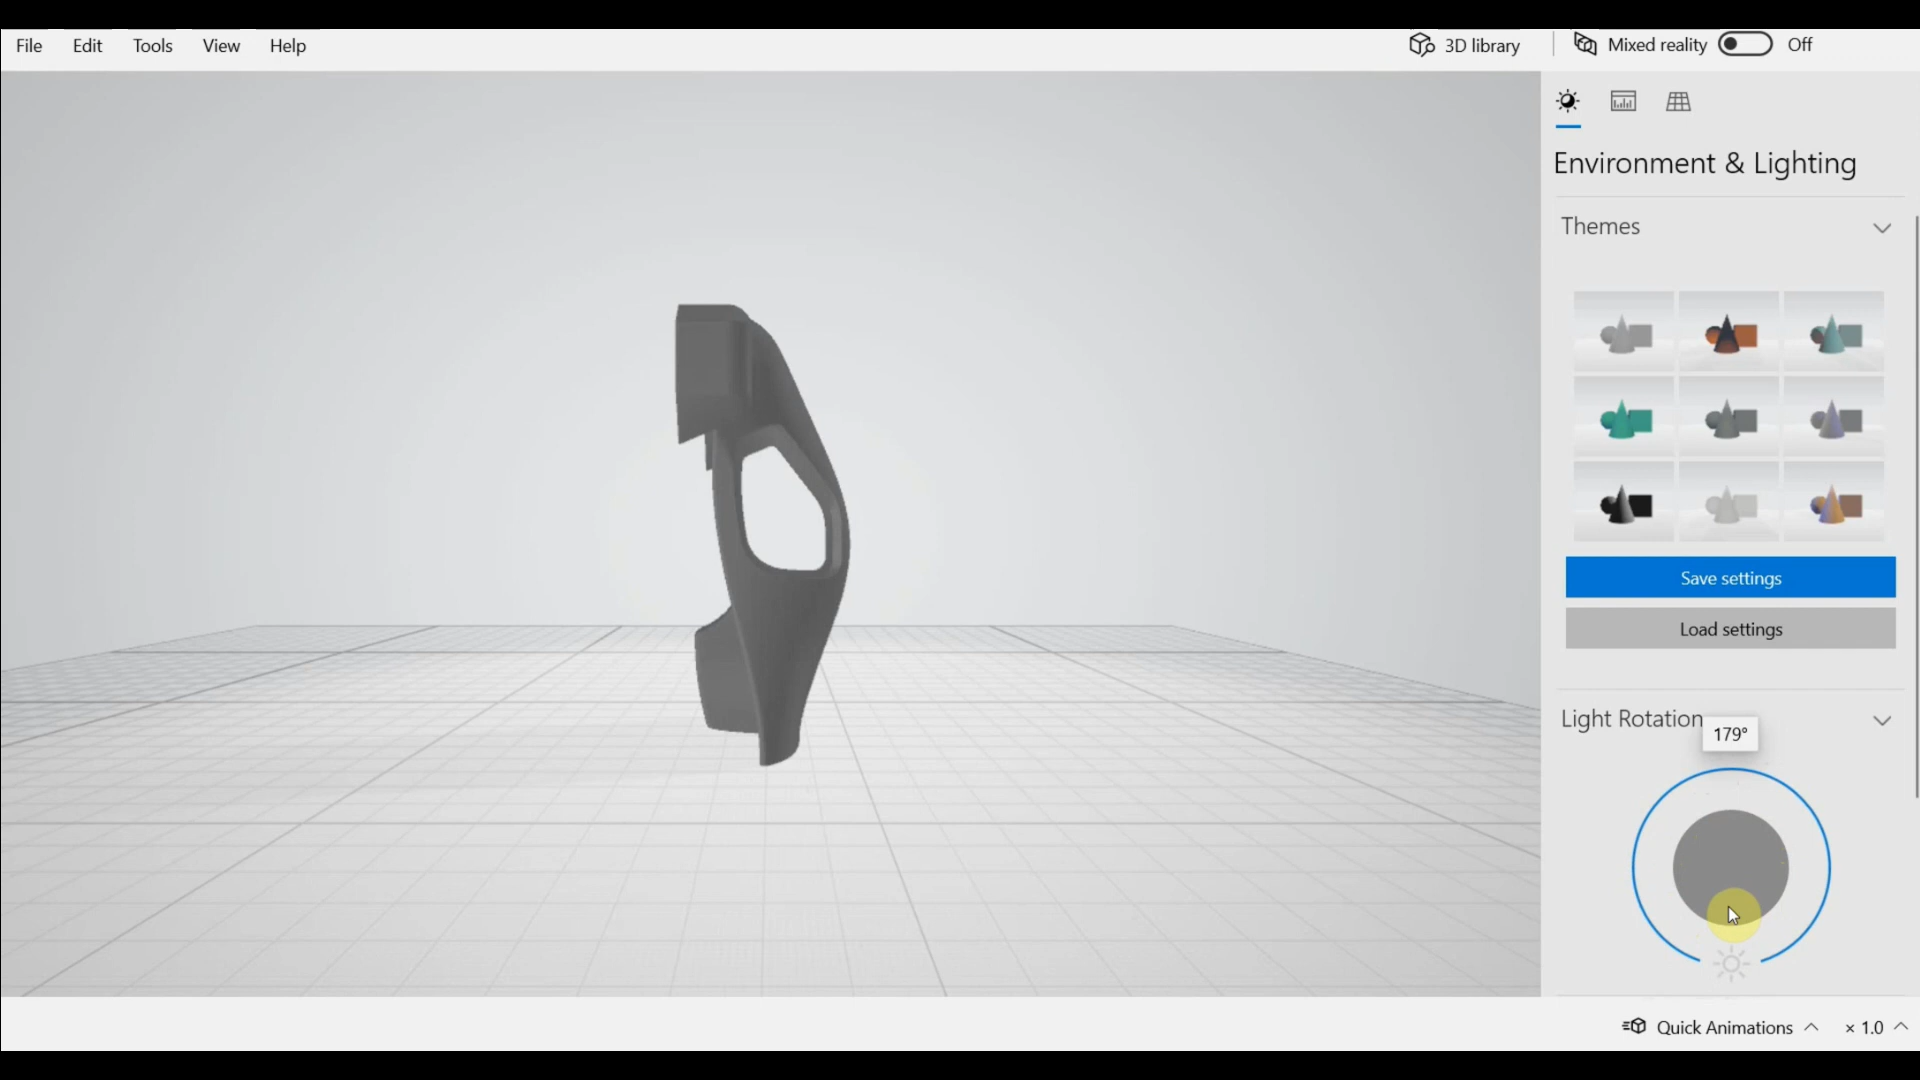 File Edit Tools View Help 3D library Mixed reality Off
Environment & Lighting
Themes
Save settings
Load settings
Light Rotation
179°
Quick Animations × 1.0